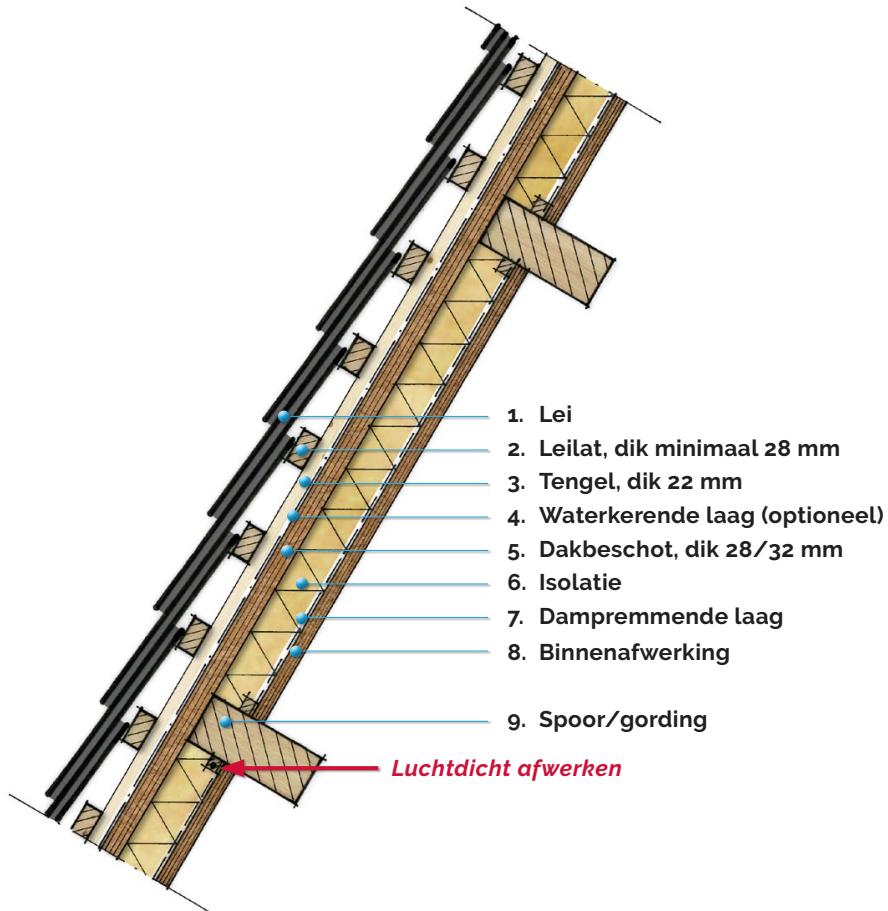 1. Lei
2. Leilat, dik minimaal 28 mm
3. Tengel, dik 22 mm
4. Waterkerende laag (optioneel)
5. Dakbeschot, dik 28/32 mm
6. Isolatie
7. Dampremmende laag
8. Binnenafwerking
9. Spoor/gording
Luchtdicht afwerken